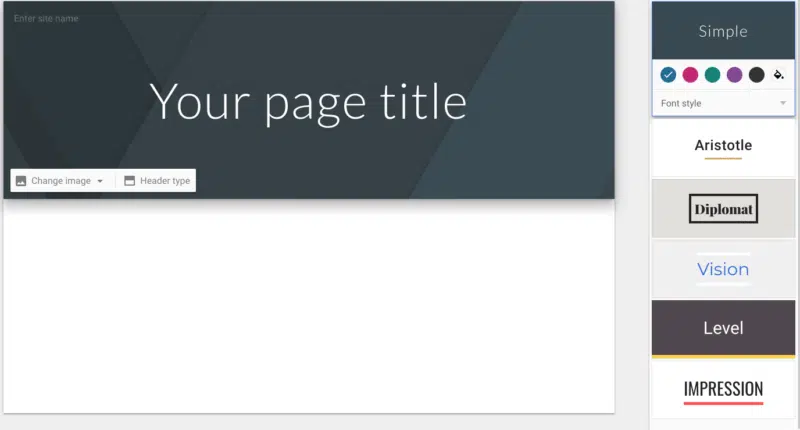 Enter site name
Your page title
Change image
Header type
Simple
Font style
Aristotle
Diplomat
Vision
Level
IMPRESSION